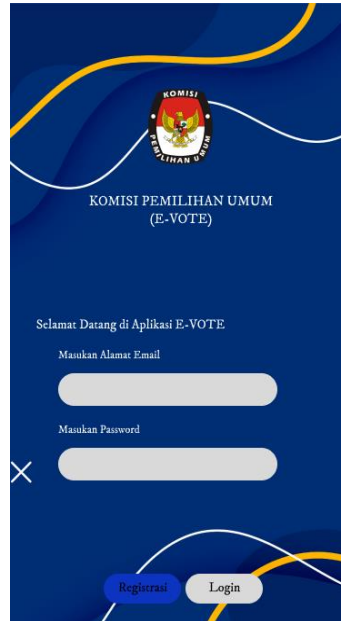 KOMISI
PEMILIHAN UMUM
KOMISI PEMILIHAN UMUM
(E-VOTE)
Selamat Datang di Aplikasi E-VOTE
Masukan Alamat Email
Masukan Password
Registrasi
Login